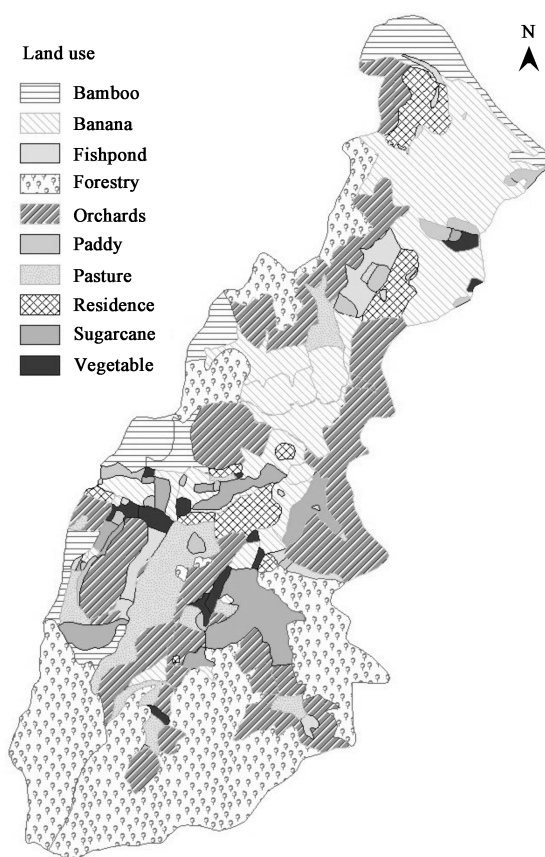 N
Land use
Bamboo
Banana
Fishpond
Forestry
Orchards
Paddy
Pasture
Residence
Sugarcane
Vegetable